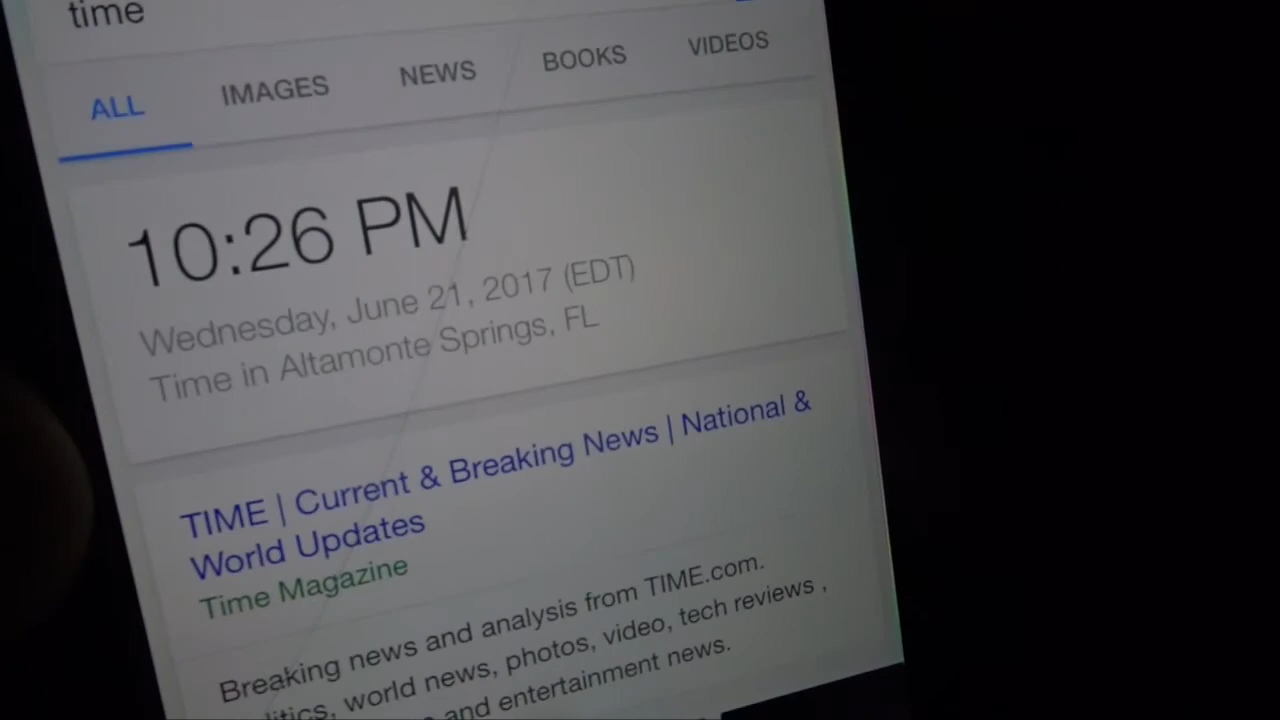 time
ALL IMAGES NEWS BOOKS VIDEOS
10:26 PM
Wednesday, June 21, 2017 (EDT)
Time in Altamonte Springs, FL
TIME | Current & Breaking News | National &
World Updates
Time Magazine
Breaking news and analysis from TIME.com.
world news, photos, video, tech reviews ,
and entertainment news.